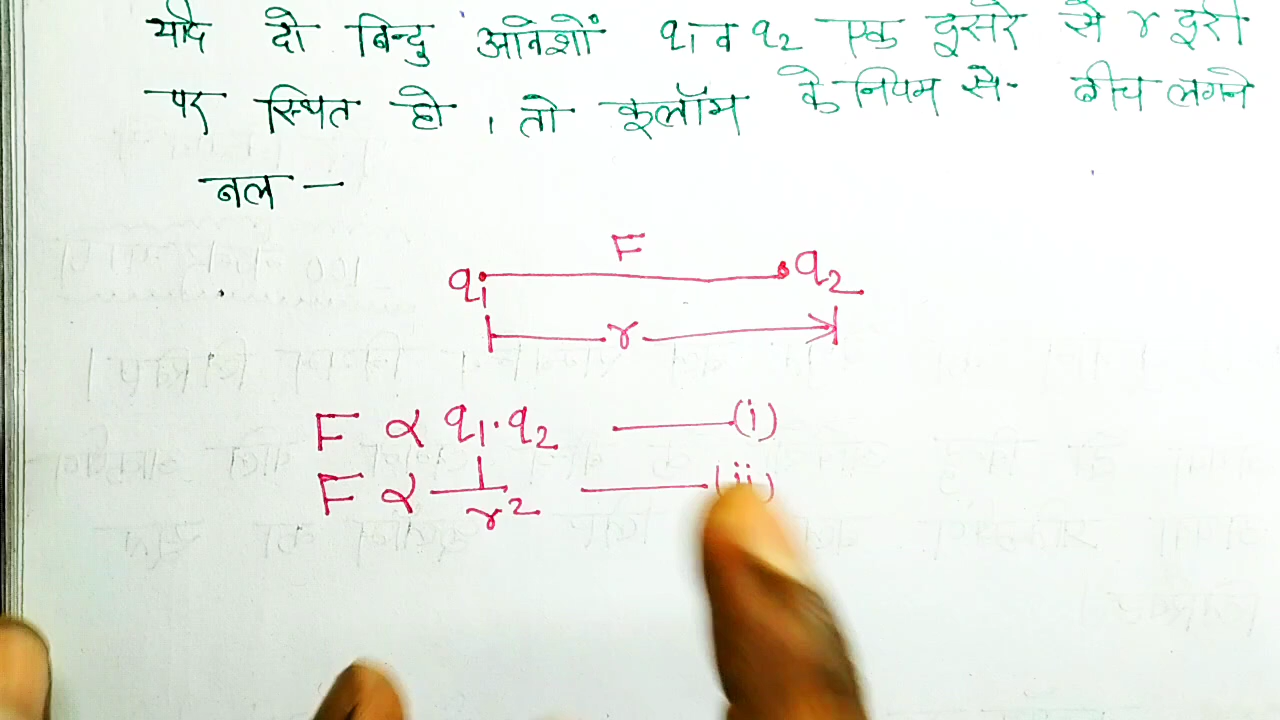 यदि दो बिन्दु आवेशों q₁ व q₂ एक दूसरे से r दूरी
पर स्थित हो । तो कूलॉम के नियम से- बीच लगने
बल –
F
q₁ q₂
r
F ∝ q₁.q₂ ——(i)
F ∝ 1/r² ——(ii)